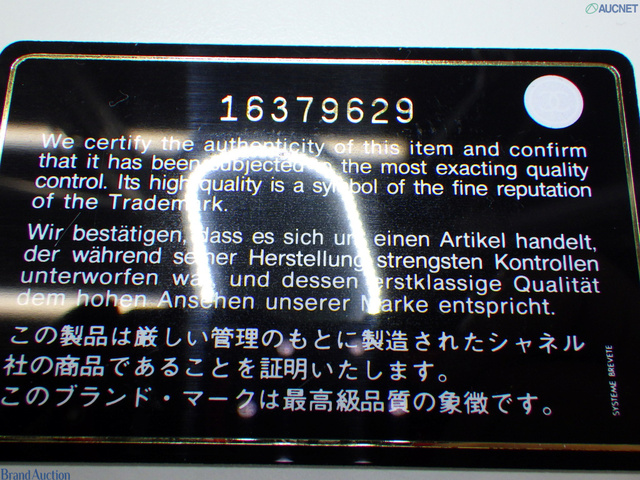 AUCNET
16379629
We certify the authenticity of this item and confirm
that it has been subjected to the most exacting quality
control. Its high quality is a symbol of the fine reputation
of the Trademark.
Wir bestätigen, dass es sich um einen Artikel handelt,
der während seiner Herstellung strengsten Kontrollen
unterworfen war und dessen erstklassige Qualität
dem hohen Ansehen unserer Marke entspricht.
この製品は厳しい管理のもとに製造されたシャネル
社の商品であることを証明いたします。
このブランド・マークは最高級品質の象徴です。
SYSTEME BREVETE
Brand Auction